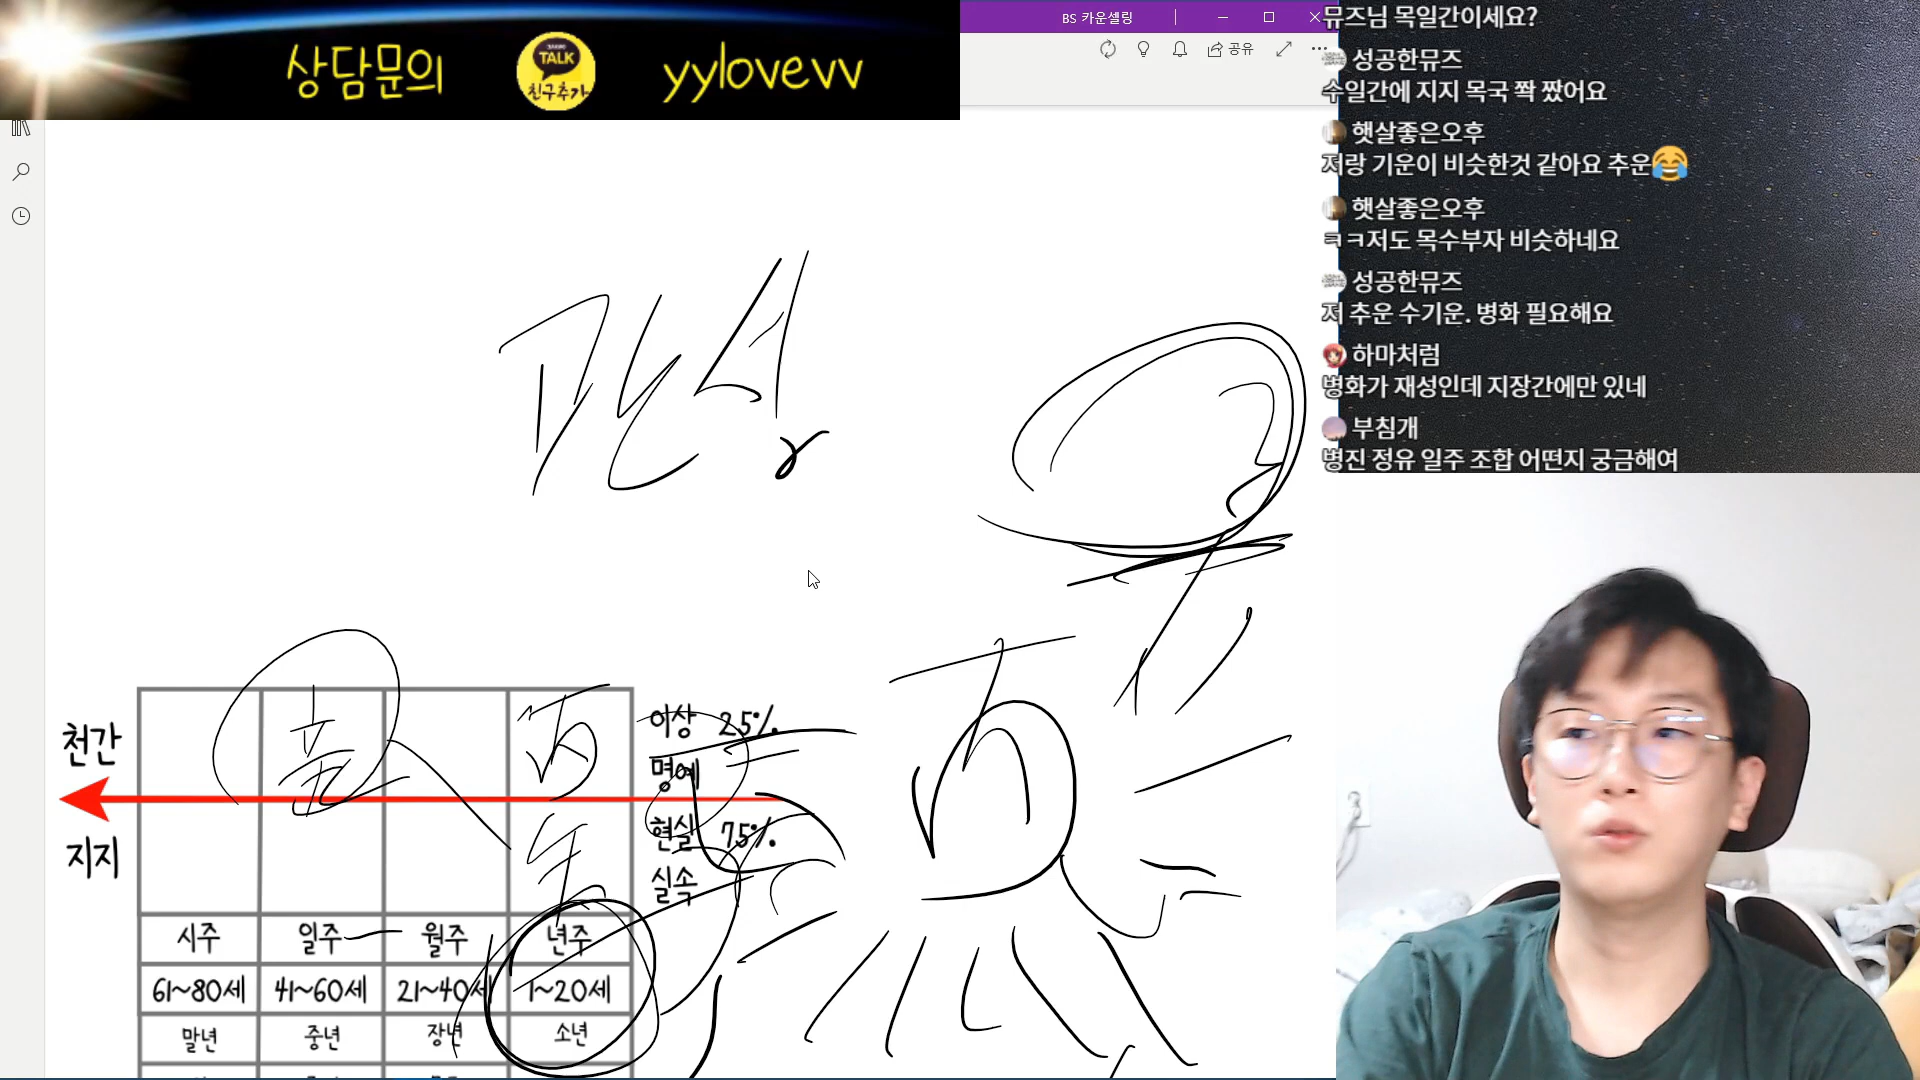 상담문의
TALK
친구추가
yylovevv
BS 카운셀링
공유
뮤즈님 목일간이세요?
성공한뮤즈
수일간에 지지 목국 쫙 짰어요
햇살좋은오후
저랑 기운이 비슷한것 같아요 추운😂
햇살좋은오후
ㅋㅋ저도 목수부자 비슷하네요
성공한뮤즈
저 추운 수기운. 병화 필요해요
하마처럼
병화가 재성인데 지장간에만 있네
부침개
병진 정유 일주 조합 어떤지 궁금해여
관성
천간
지지
辛
丙
午
이상 25%
명예
현실 75%
실속
시주 일주 월주 년주
61~80세 41~60세 21~40세 1~20세
말년 중년 장년 소년